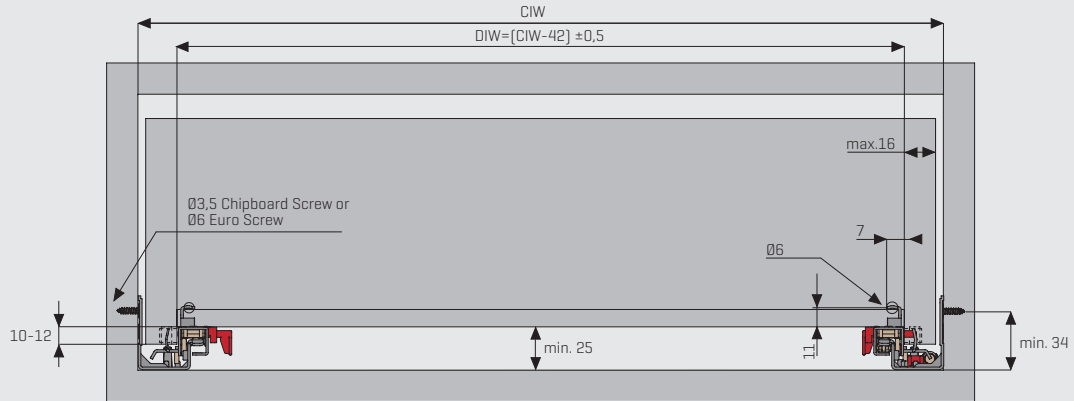 CIW
DIW=(CIW-42) ±0,5
max.16
Ø3,5 Chipboard Screw or
Ø6 Euro Screw
7
Ø6
10-12
min. 25
11
min. 34